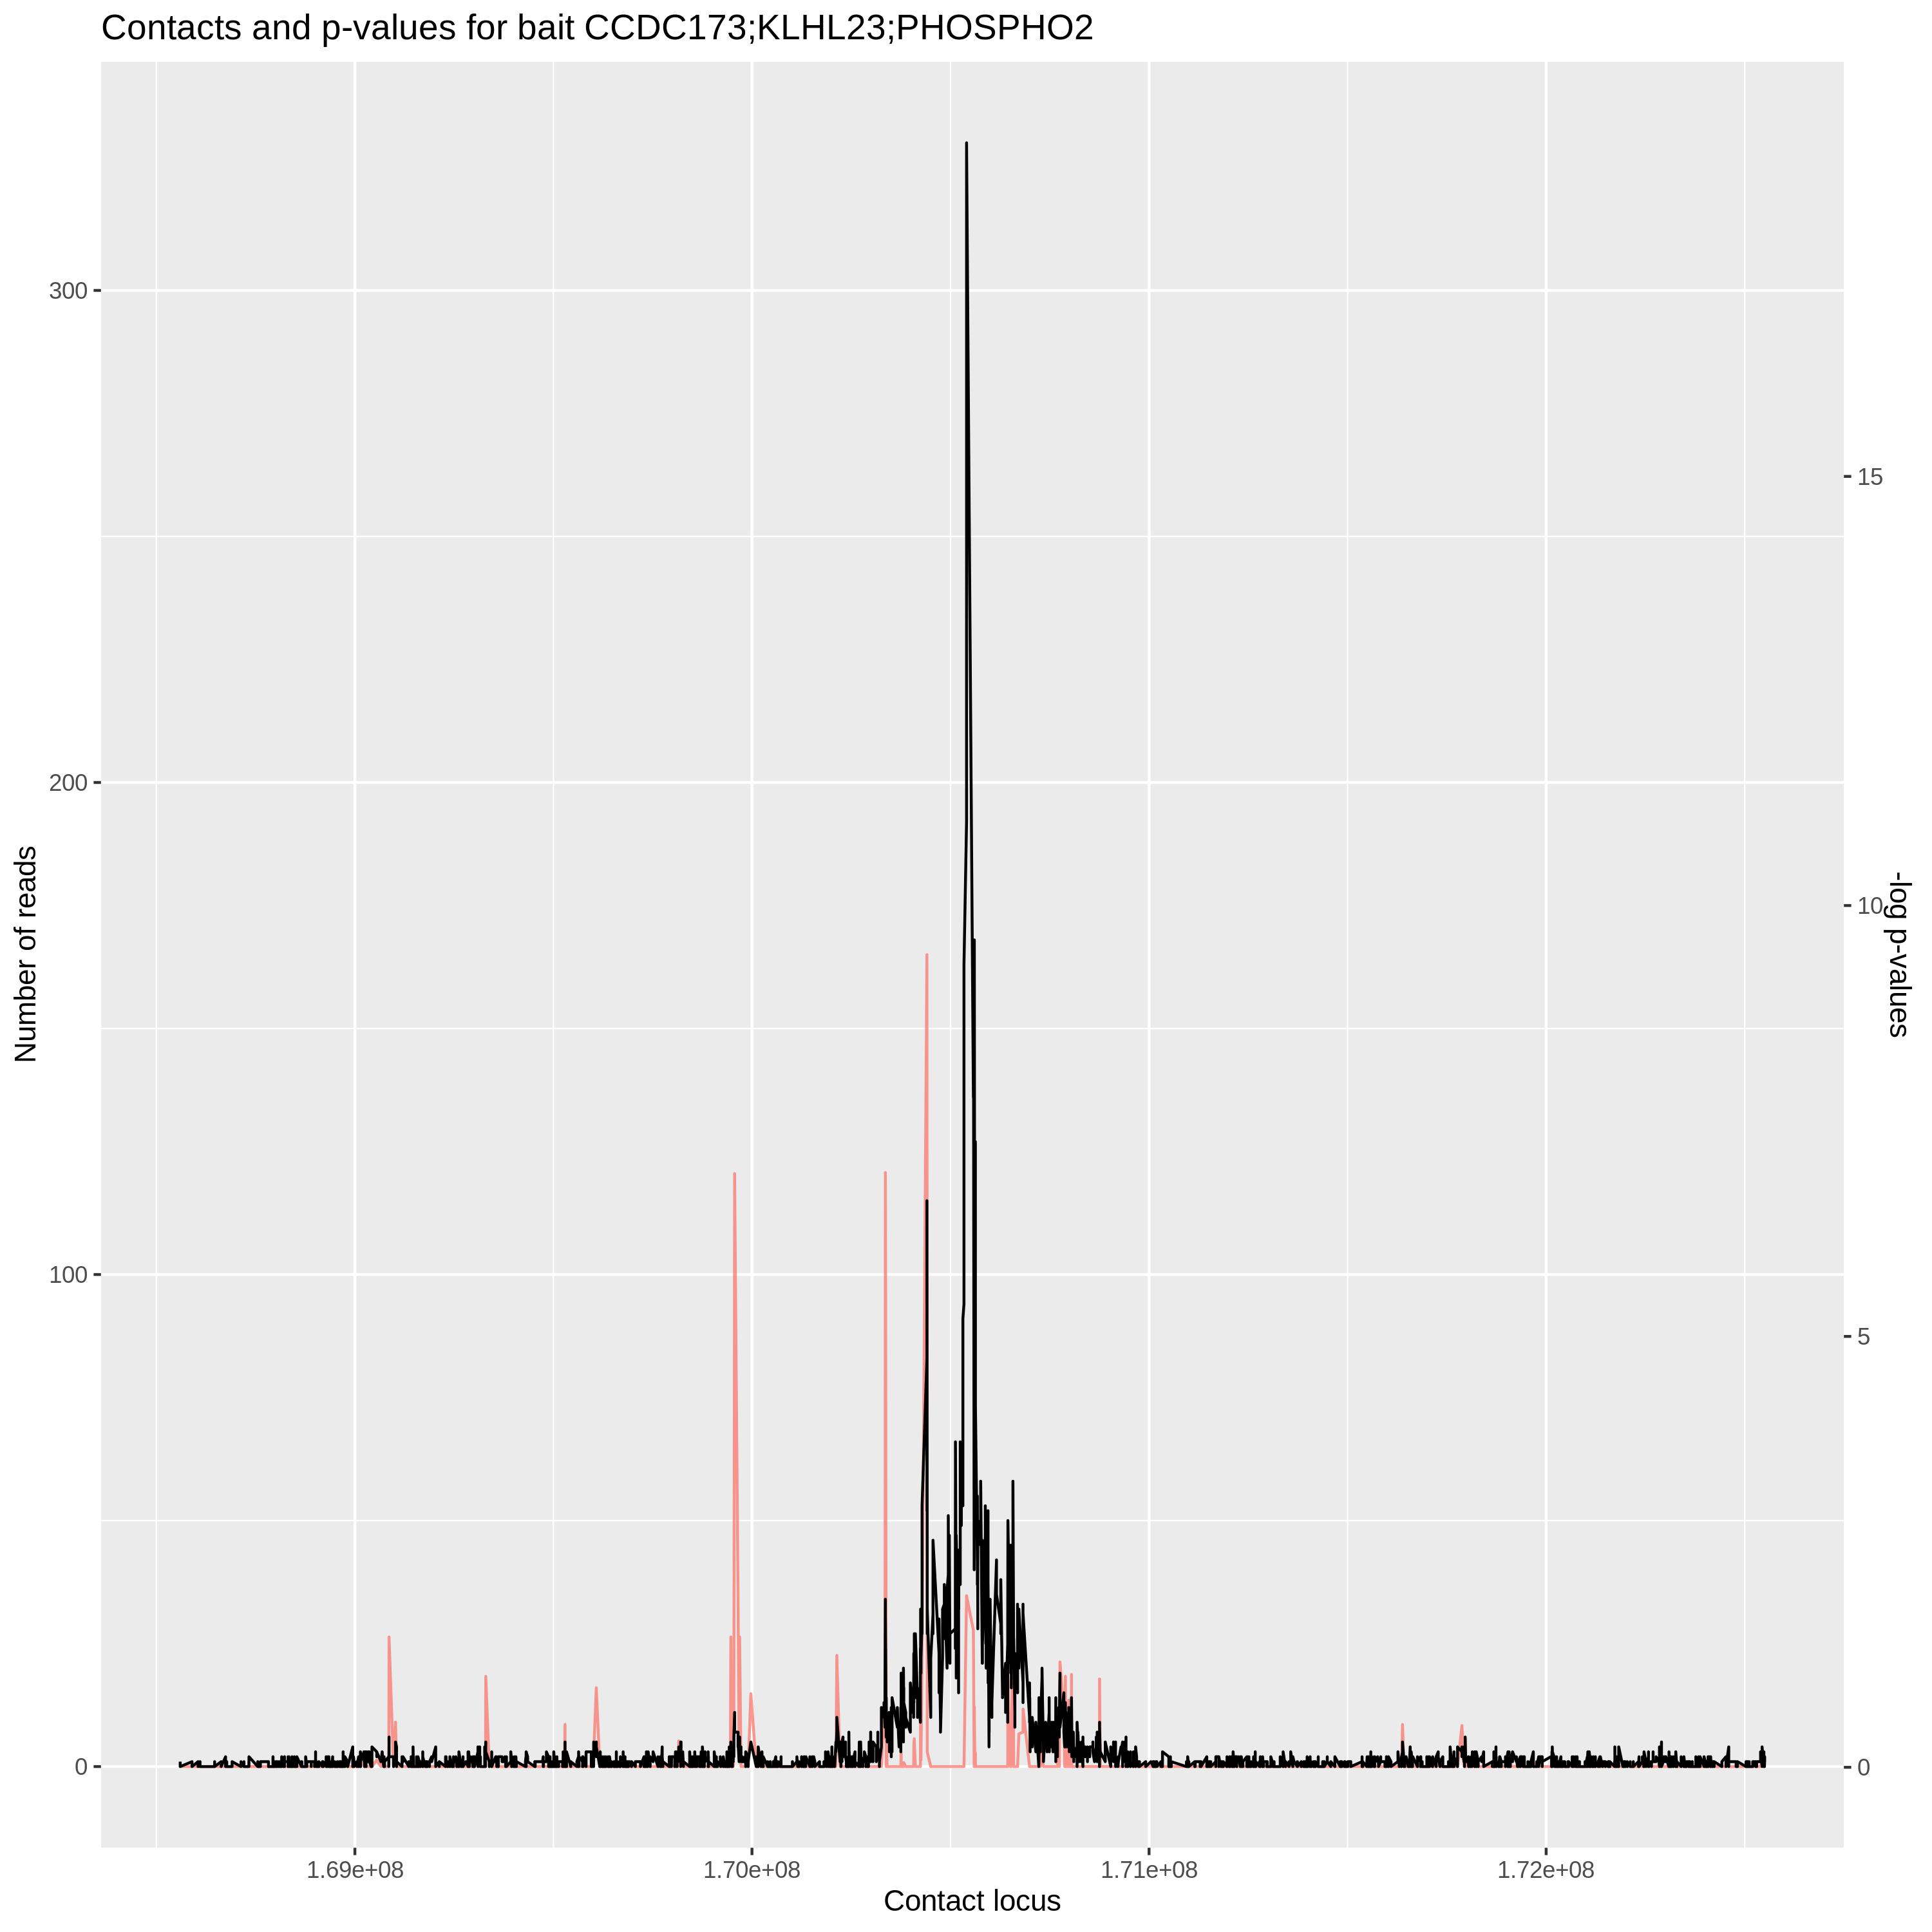 Contacts and p-values for bait CCDC173;KLHL23;PHOSPHO2
300
200
100
0
Number of reads
15
10
5
0
-log p-values
1.69e+08
1.70e+08
1.71e+08
1.72e+08
Contact locus